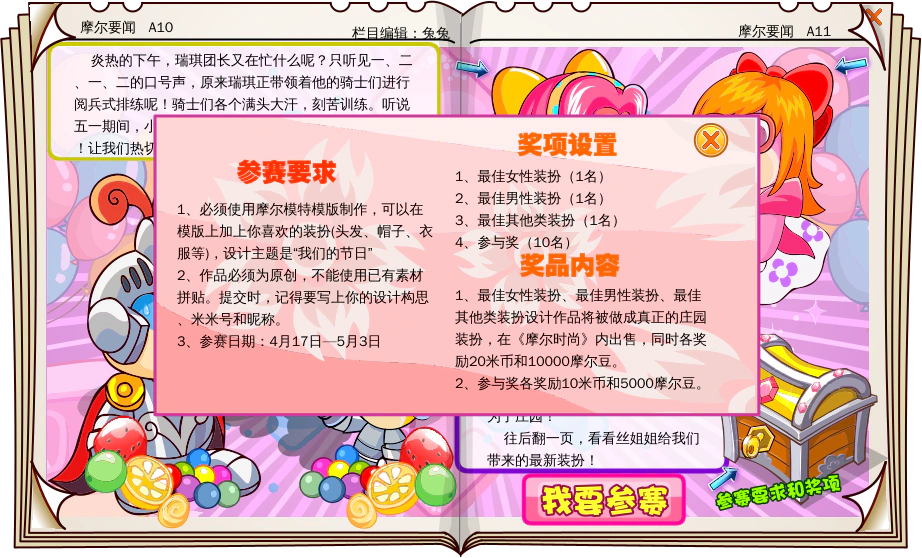 摩尔要闻 A10
栏目编辑：兔兔
摩尔要闻 A11
炎热的下午，瑞琪团长又在忙什么呢？只听见一、二
、一、二的口号声，原来瑞琪正带领着他的骑士们进行
阅兵式排练呢！骑士们各个满头大汗，刻苦训练。听说
五一期间，小
！让我们热切
参赛要求
1、必须使用摩尔模特模版制作，可以在
模版上加上你喜欢的装扮(头发、帽子、衣
服等)，设计主题是“我们的节日”
2、作品必须为原创，不能使用已有素材
拼贴。提交时，记得要写上你的设计构思
、米米号和昵称。
3、参赛日期：4月17日—5月3日
奖项设置
1、最佳女性装扮（1名）
2、最佳男性装扮（1名）
3、最佳其他类装扮（1名）
4、参与奖（10名）
奖品内容
1、最佳女性装扮、最佳男性装扮、最佳
其他类装扮设计作品将被做成真正的庄园
装扮，在《摩尔时尚》内出售，同时各奖
励20米币和10000摩尔豆。
2、参与奖各奖励10米币和5000摩尔豆。
为了庄园！
往后翻一页，看看丝姐姐给我们
带来的最新装扮！
我要参赛
参赛要求和奖项